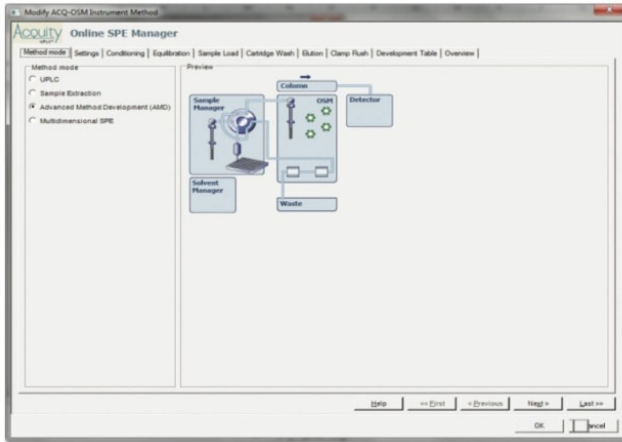 Modify ACQ-OSM Instrument Method
Acquity
UPLC
Online SPE Manager
Method mode
Settings
Conditioning
Equilibration
Sample Load
Cartridge Wash
Elution
Clamp Flush
Development Table
Overview
Method mode
UPLC
Sample Extraction
Advanced Method Development (AMD)
Multidimensional SPE
Preview
Column
Sample Manager
OSM
Detector
Solvent Manager
Waste
Help
<< First
< Previous
Next >
Last >>
OK
ancel